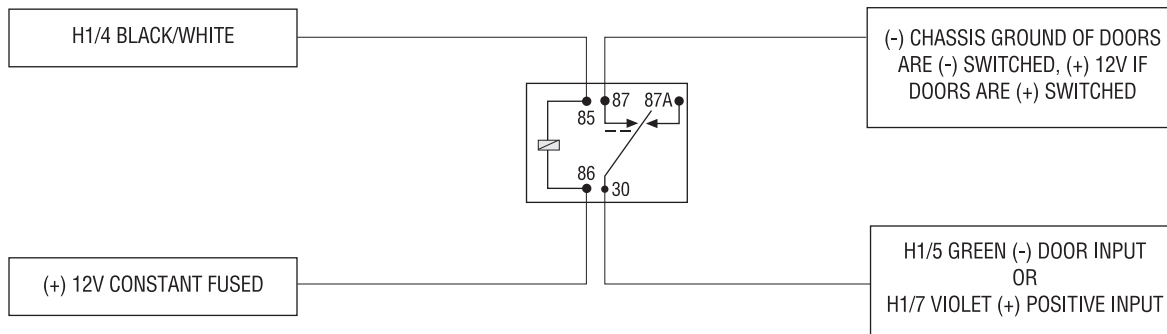 H1/4 BLACK/WHITE
(-) CHASSIS GROUND OF DOORS
ARE (-) SWITCHED, (+) 12V IF
DOORS ARE (+) SWITCHED
87
87A
85
86
30
(+) 12V CONSTANT FUSED
H1/5 GREEN (-) DOOR INPUT
OR
H1/7 VIOLET (+) POSITIVE INPUT